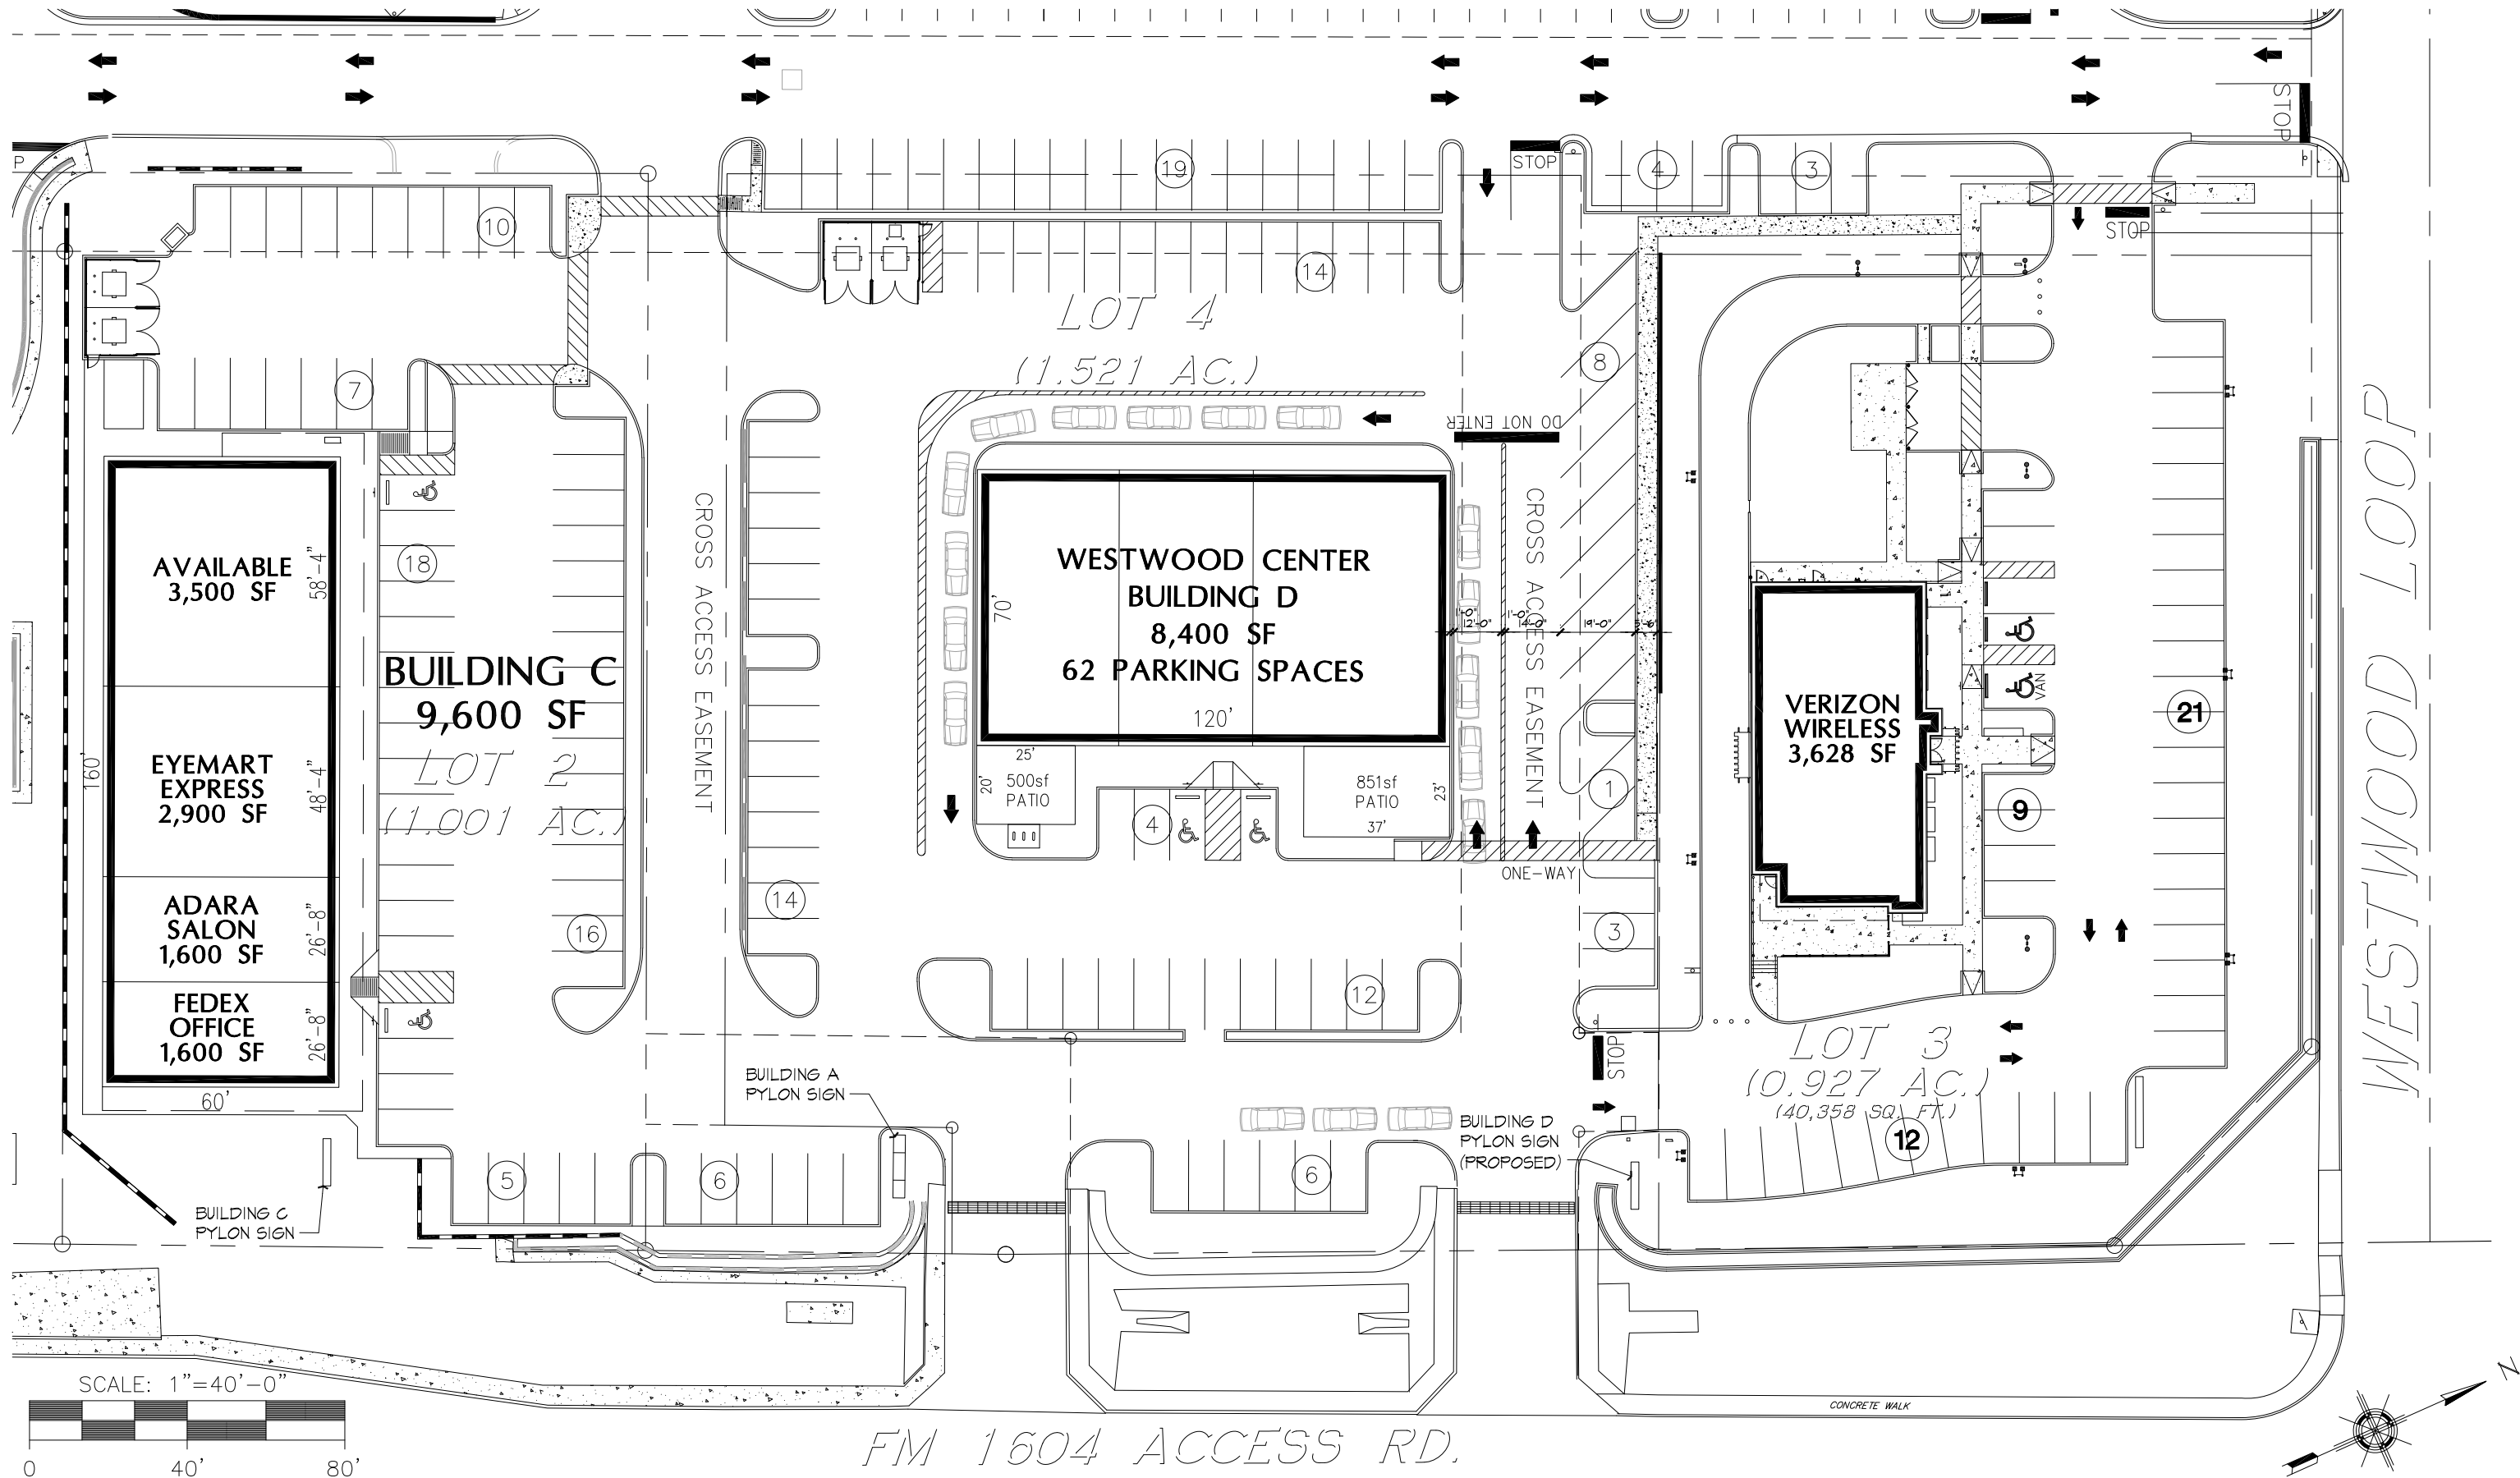 STOP
P
STOP
19
4
3
10
STOP
14
LOT 4
(1.521 AC.)
7
8
DO NOT ENTER
AVAILABLE
3,500 SF
58'-4"
18
CROSS ACCESS EASEMENT
WESTWOOD CENTER
BUILDING D
8,400 SF
62 PARKING SPACES
70'
120'
CROSS ACCESS EASEMENT
1'-0"
12'-0"
1'-0"
14'-0"
19'-0"
5'-6"
BUILDING C
9,600 SF
LOT 2
(1.001 AC.)
160'
EYEMART
EXPRESS
2,900 SF
48'-4"
25'
20'
500sf
PATIO
851sf
PATIO
23'
37'
4
1
VERIZON
WIRELESS
3,628 SF
VAN
21
9
WESTWOOD LOOP
ONE-WAY
ADARA
SALON
1,600 SF
26'-8"
16
14
3
12
FEDEX
OFFICE
1,600 SF
26'-8"
60'
STOP
LOT 3
(0.927 AC.)
(40,358 SQ. FT.)
12
BUILDING A
PYLON SIGN
BUILDING D
PYLON SIGN
(PROPOSED)
5
6
6
BUILDING C
PYLON SIGN
SCALE: 1"=40'-0"
0 40' 80'
FM 1604 ACCESS RD.
CONCRETE WALK
N